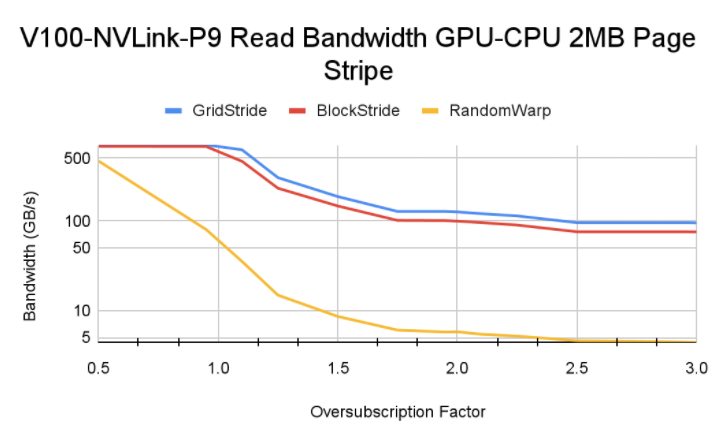 V100-NVLink-P9 Read Bandwidth GPU-CPU 2MB Page
Stripe
GridStride BlockStride RandomWarp
Bandwidth (GB/s)
500
100
50
10
5
0.5 1.0 1.5 2.0 2.5 3.0
Oversubscription Factor